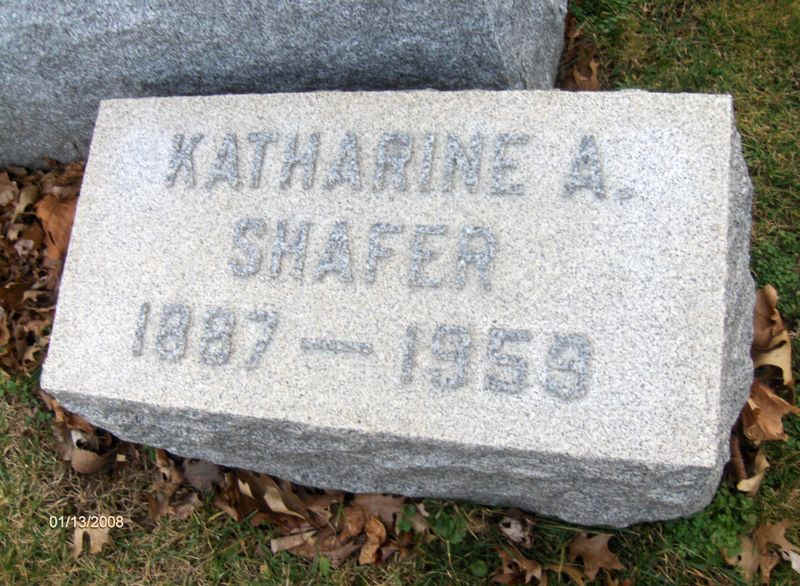 KATHARINE A.
SHAFER
1887 — 1959
01/13/2008